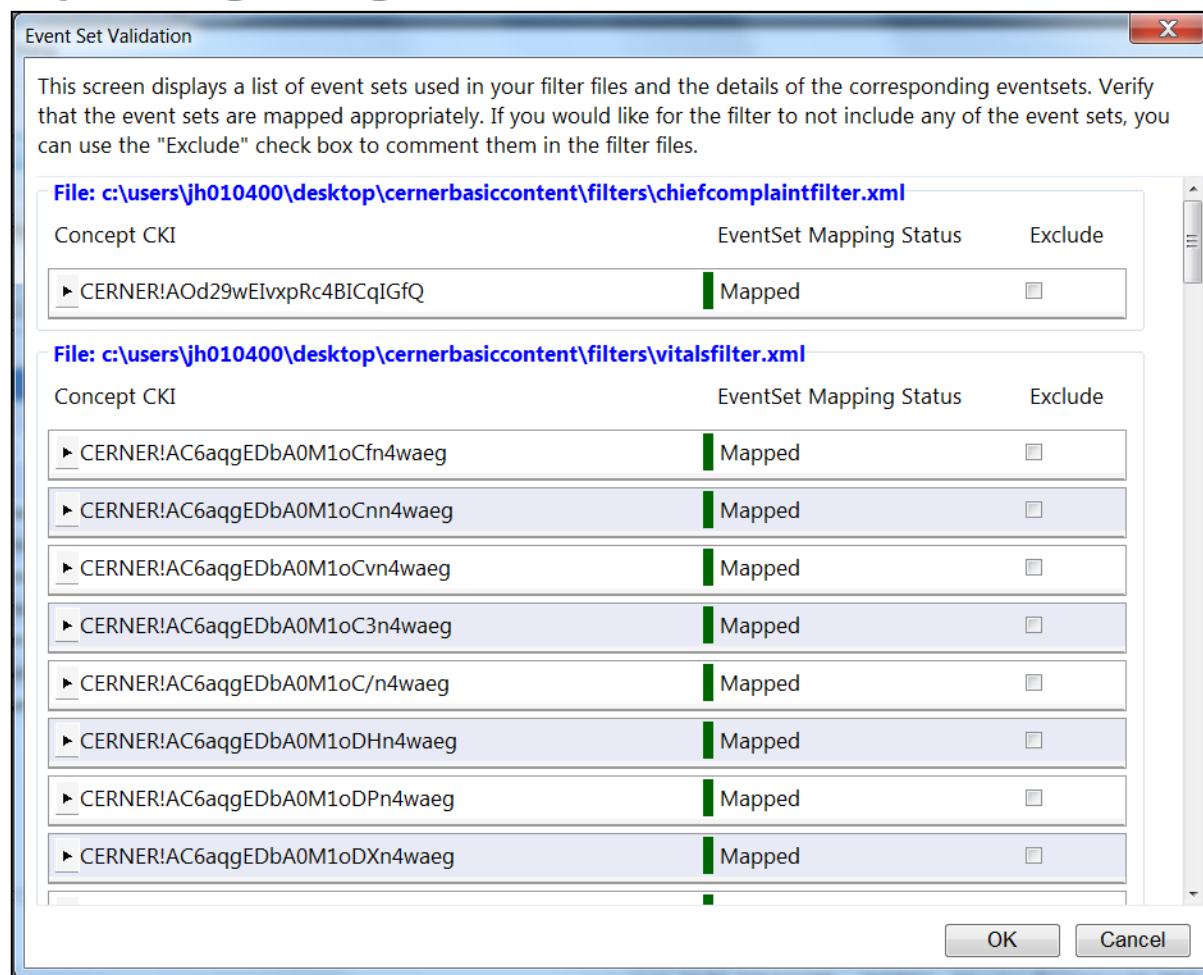 Event Set Validation
This screen displays a list of event sets used in your filter files and the details of the corresponding eventsets. Verify
that the event sets are mapped appropriately. If you would like for the filter to not include any of the event sets, you
can use the "Exclude" check box to comment them in the filter files.
File: c:\users\jh010400\desktop\cernerbasiccontent\filters\chiefcomplaintfilter.xml
Concept CKI EventSet Mapping Status Exclude
CERNER!AOd29wEIvxpRc4BICqIGfQ Mapped
File: c:\users\jh010400\desktop\cernerbasiccontent\filters\vitalsfilter.xml
Concept CKI EventSet Mapping Status Exclude
CERNER!AC6aqgEDbA0M1oCfn4waeg Mapped
CERNER!AC6aqgEDbA0M1oCnn4waeg Mapped
CERNER!AC6aqgEDbA0M1oCvn4waeg Mapped
CERNER!AC6aqgEDbA0M1oC3n4waeg Mapped
CERNER!AC6aqgEDbA0M1oC/n4waeg Mapped
CERNER!AC6aqgEDbA0M1oDHn4waeg Mapped
CERNER!AC6aqgEDbA0M1oDPn4waeg Mapped
CERNER!AC6aqgEDbA0M1oDXn4waeg Mapped
OK Cancel